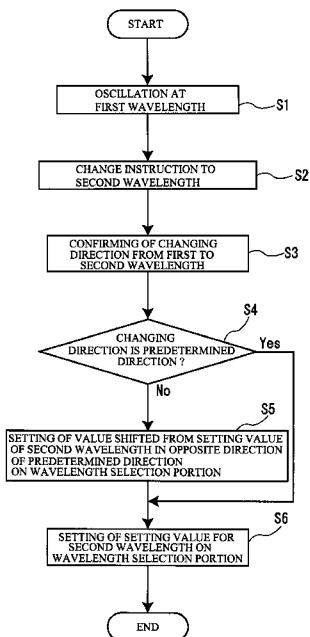 START
OSCILLATION AT
FIRST WAVELENGTH
S1
CHANGE INSTRUCTION TO
SECOND WAVELENGTH
S2
CONFIRMING OF CHANGING
DIRECTION FROM FIRST TO
SECOND WAVELENGTH
S3
S4
CHANGING
DIRECTION IS PREDETERMINED
DIRECTION ?
Yes
No
S5
SETTING OF VALUE SHIFTED FROM SETTING VALUE
OF SECOND WAVELENGTH IN OPPOSITE DIRECTION
OF PREDETERMINED DIRECTION
ON WAVELENGTH SELECTION PORTION
S6
SETTING OF SETTING VALUE FOR
SECOND WAVELENGTH ON
WAVELENGTH SELECTION PORTION
END